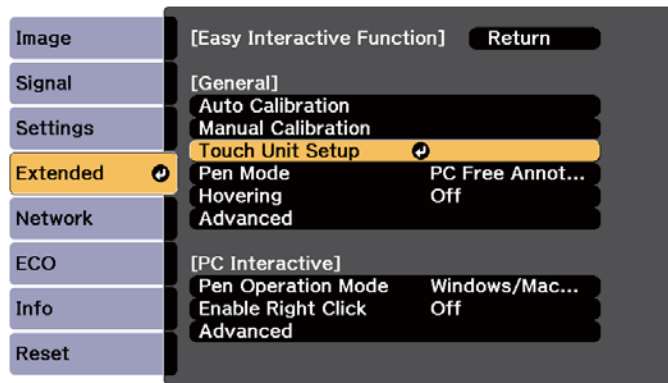 Image
Signal
Settings
Extended
Network
ECO
Info
Reset
[Easy Interactive Function] Return
[General]
Auto Calibration
Manual Calibration
Touch Unit Setup
Pen Mode PC Free Annot...
Hovering Off
Advanced
[PC Interactive]
Pen Operation Mode Windows/Mac...
Enable Right Click Off
Advanced